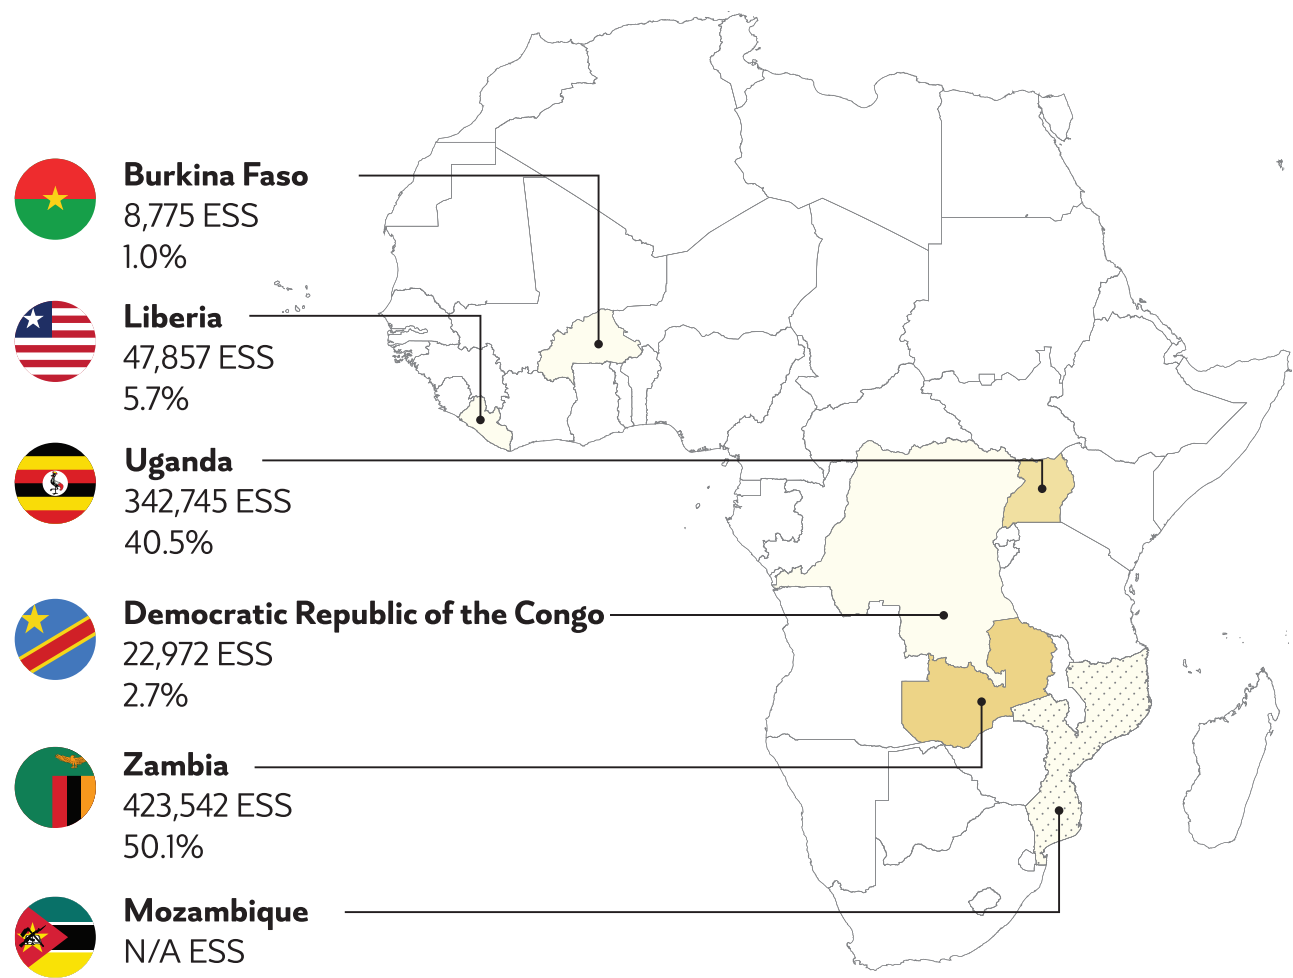 Burkina Faso
8,775 ESS
1.0%
Liberia
47,857 ESS
5.7%
Uganda
342,745 ESS
40.5%
Democratic Republic of the Congo
22,972 ESS
2.7%
Zambia
423,542 ESS
50.1%
Mozambique
N/A ESS